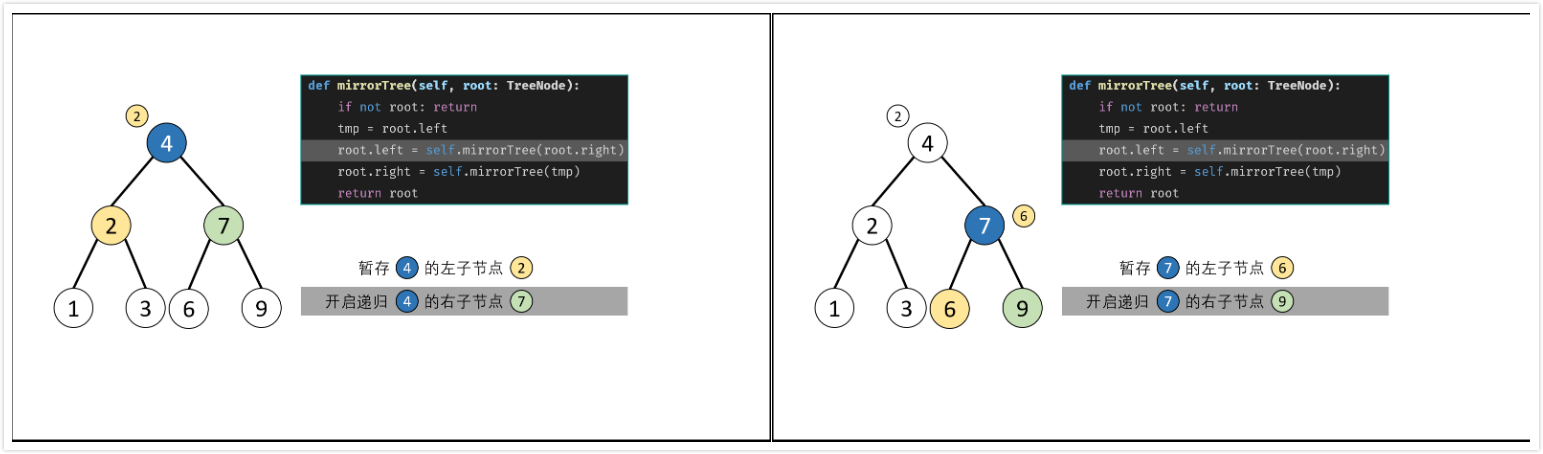 def mirrorTree(self, root: TreeNode):
if not root: return
tmp = root.left
root.left = self.mirrorTree(root.right)
root.right = self.mirrorTree(tmp)
return root
2
4
2
7
1
3
6
9
暂存 4 的左子节点 2
开启递归 4 的右子节点 7
def mirrorTree(self, root: TreeNode):
if not root: return
tmp = root.left
root.left = self.mirrorTree(root.right)
root.right = self.mirrorTree(tmp)
return root
2
4
2
7
6
1
3
6
9
暂存 7 的左子节点 6
开启递归 7 的右子节点 9